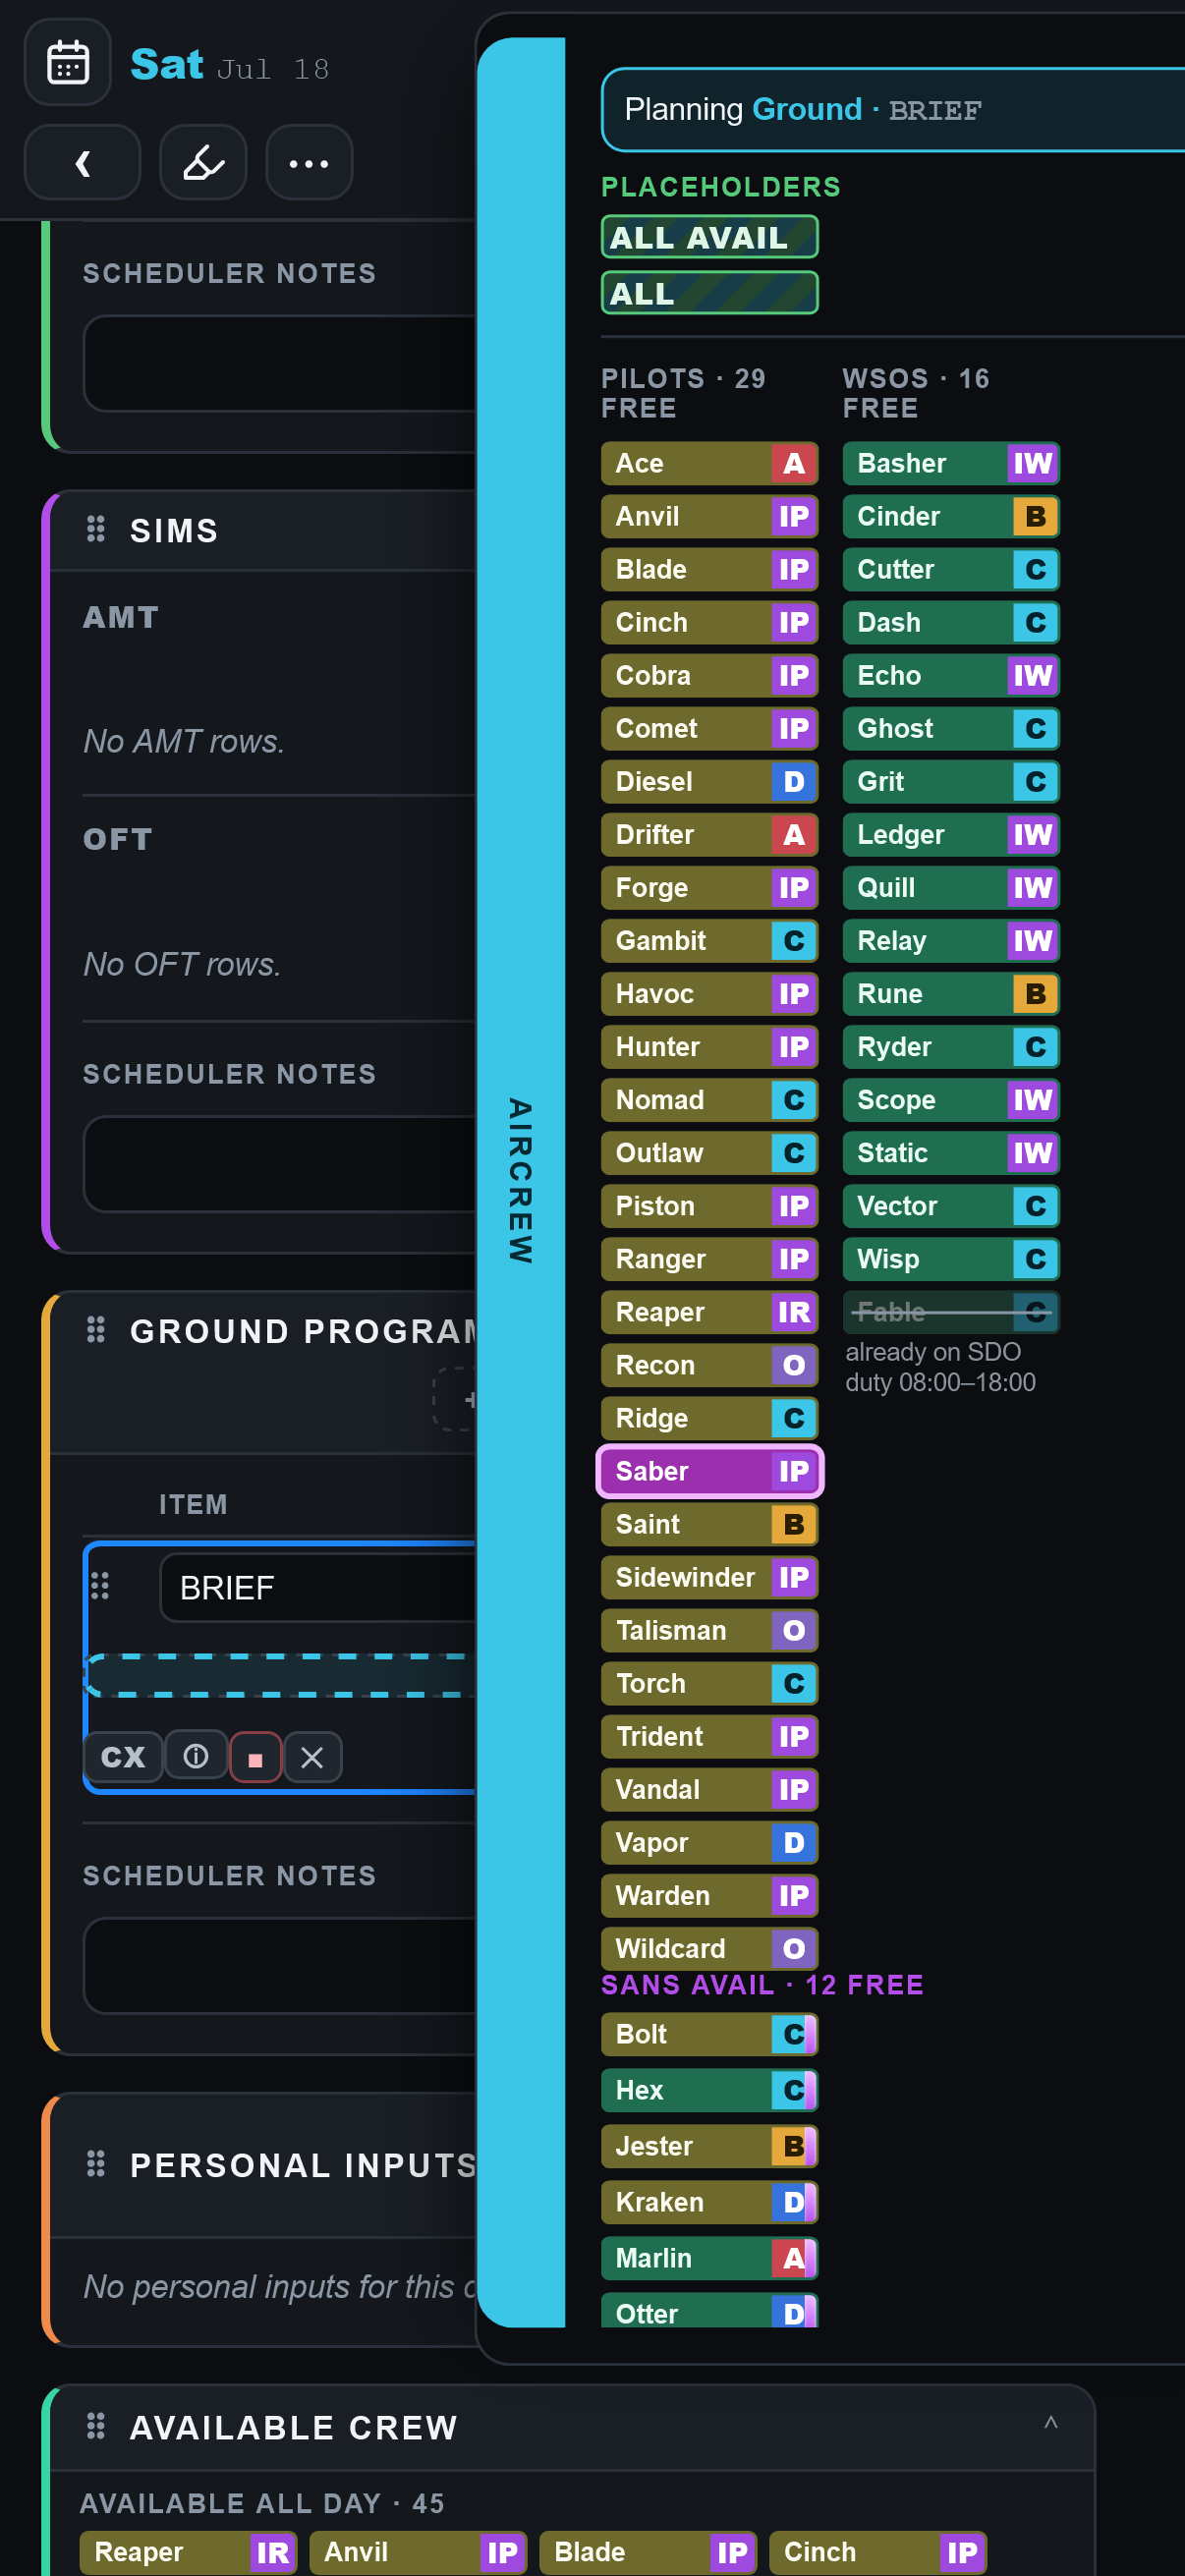 Sat Jul 18
SCHEDULER NOTES
SIMS
AMT
No AMT rows.
OFT
No OFT rows.
SCHEDULER NOTES
GROUND PROGRAM
+
ITEM
BRIEF
CX
SCHEDULER NOTES
PERSONAL INPUTS
No personal inputs for this
AIRCREW
Planning Ground · BRIEF
PLACEHOLDERS
ALL AVAIL
ALL
PILOTS · 29 FREE
Ace A
Anvil IP
Blade IP
Cinch IP
Cobra IP
Comet IP
Diesel D
Drifter A
Forge IP
Gambit C
Havoc IP
Hunter IP
Nomad C
Outlaw C
Piston IP
Ranger IP
Reaper IR
Recon O
Ridge C
Saber IP
Saint B
Sidewinder IP
Talisman O
Torch C
Trident IP
Vandal IP
Vapor D
Warden IP
Wildcard O
WSOS · 16 FREE
Basher IW
Cinder B
Cutter C
Dash C
Echo IW
Ghost C
Grit C
Ledger IW
Quill IW
Relay IW
Rune B
Ryder C
Scope IW
Static IW
Vector C
Wisp C
Fable C
already on SDO
duty 08:00–18:00
SANS AVAIL · 12 FREE
Bolt C
Hex C
Jester B
Kraken D
Marlin A
Otter D
AVAILABLE CREW
AVAILABLE ALL DAY · 45
Reaper IR Anvil IP Blade IP Cinch IP